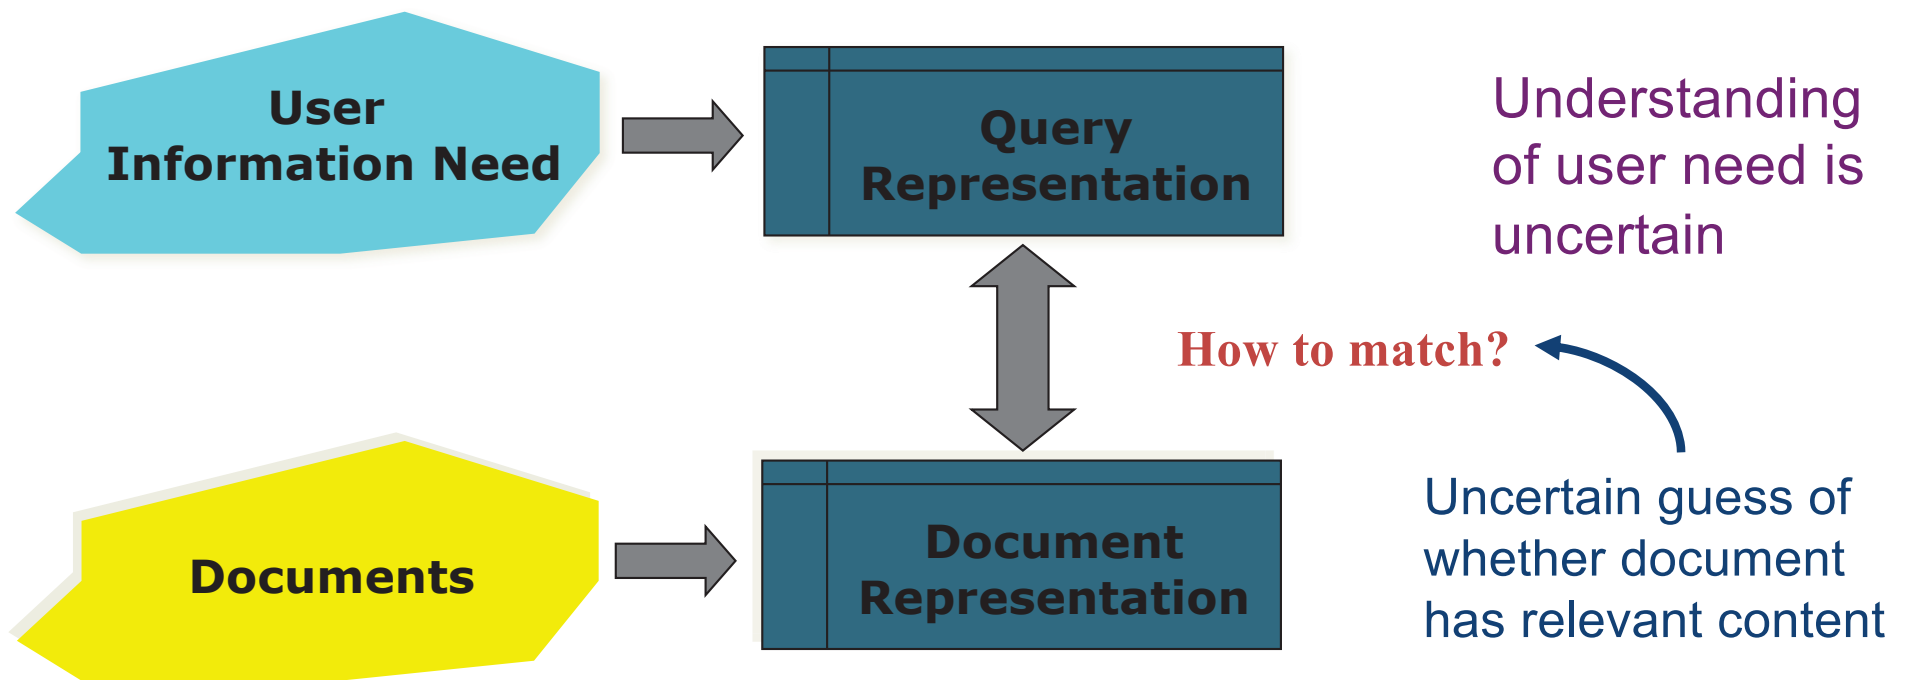 User
Information Need
Query
Representation
Understanding
of user need is
uncertain
How to match?
Documents
Document
Representation
Uncertain guess of
whether document
has relevant content